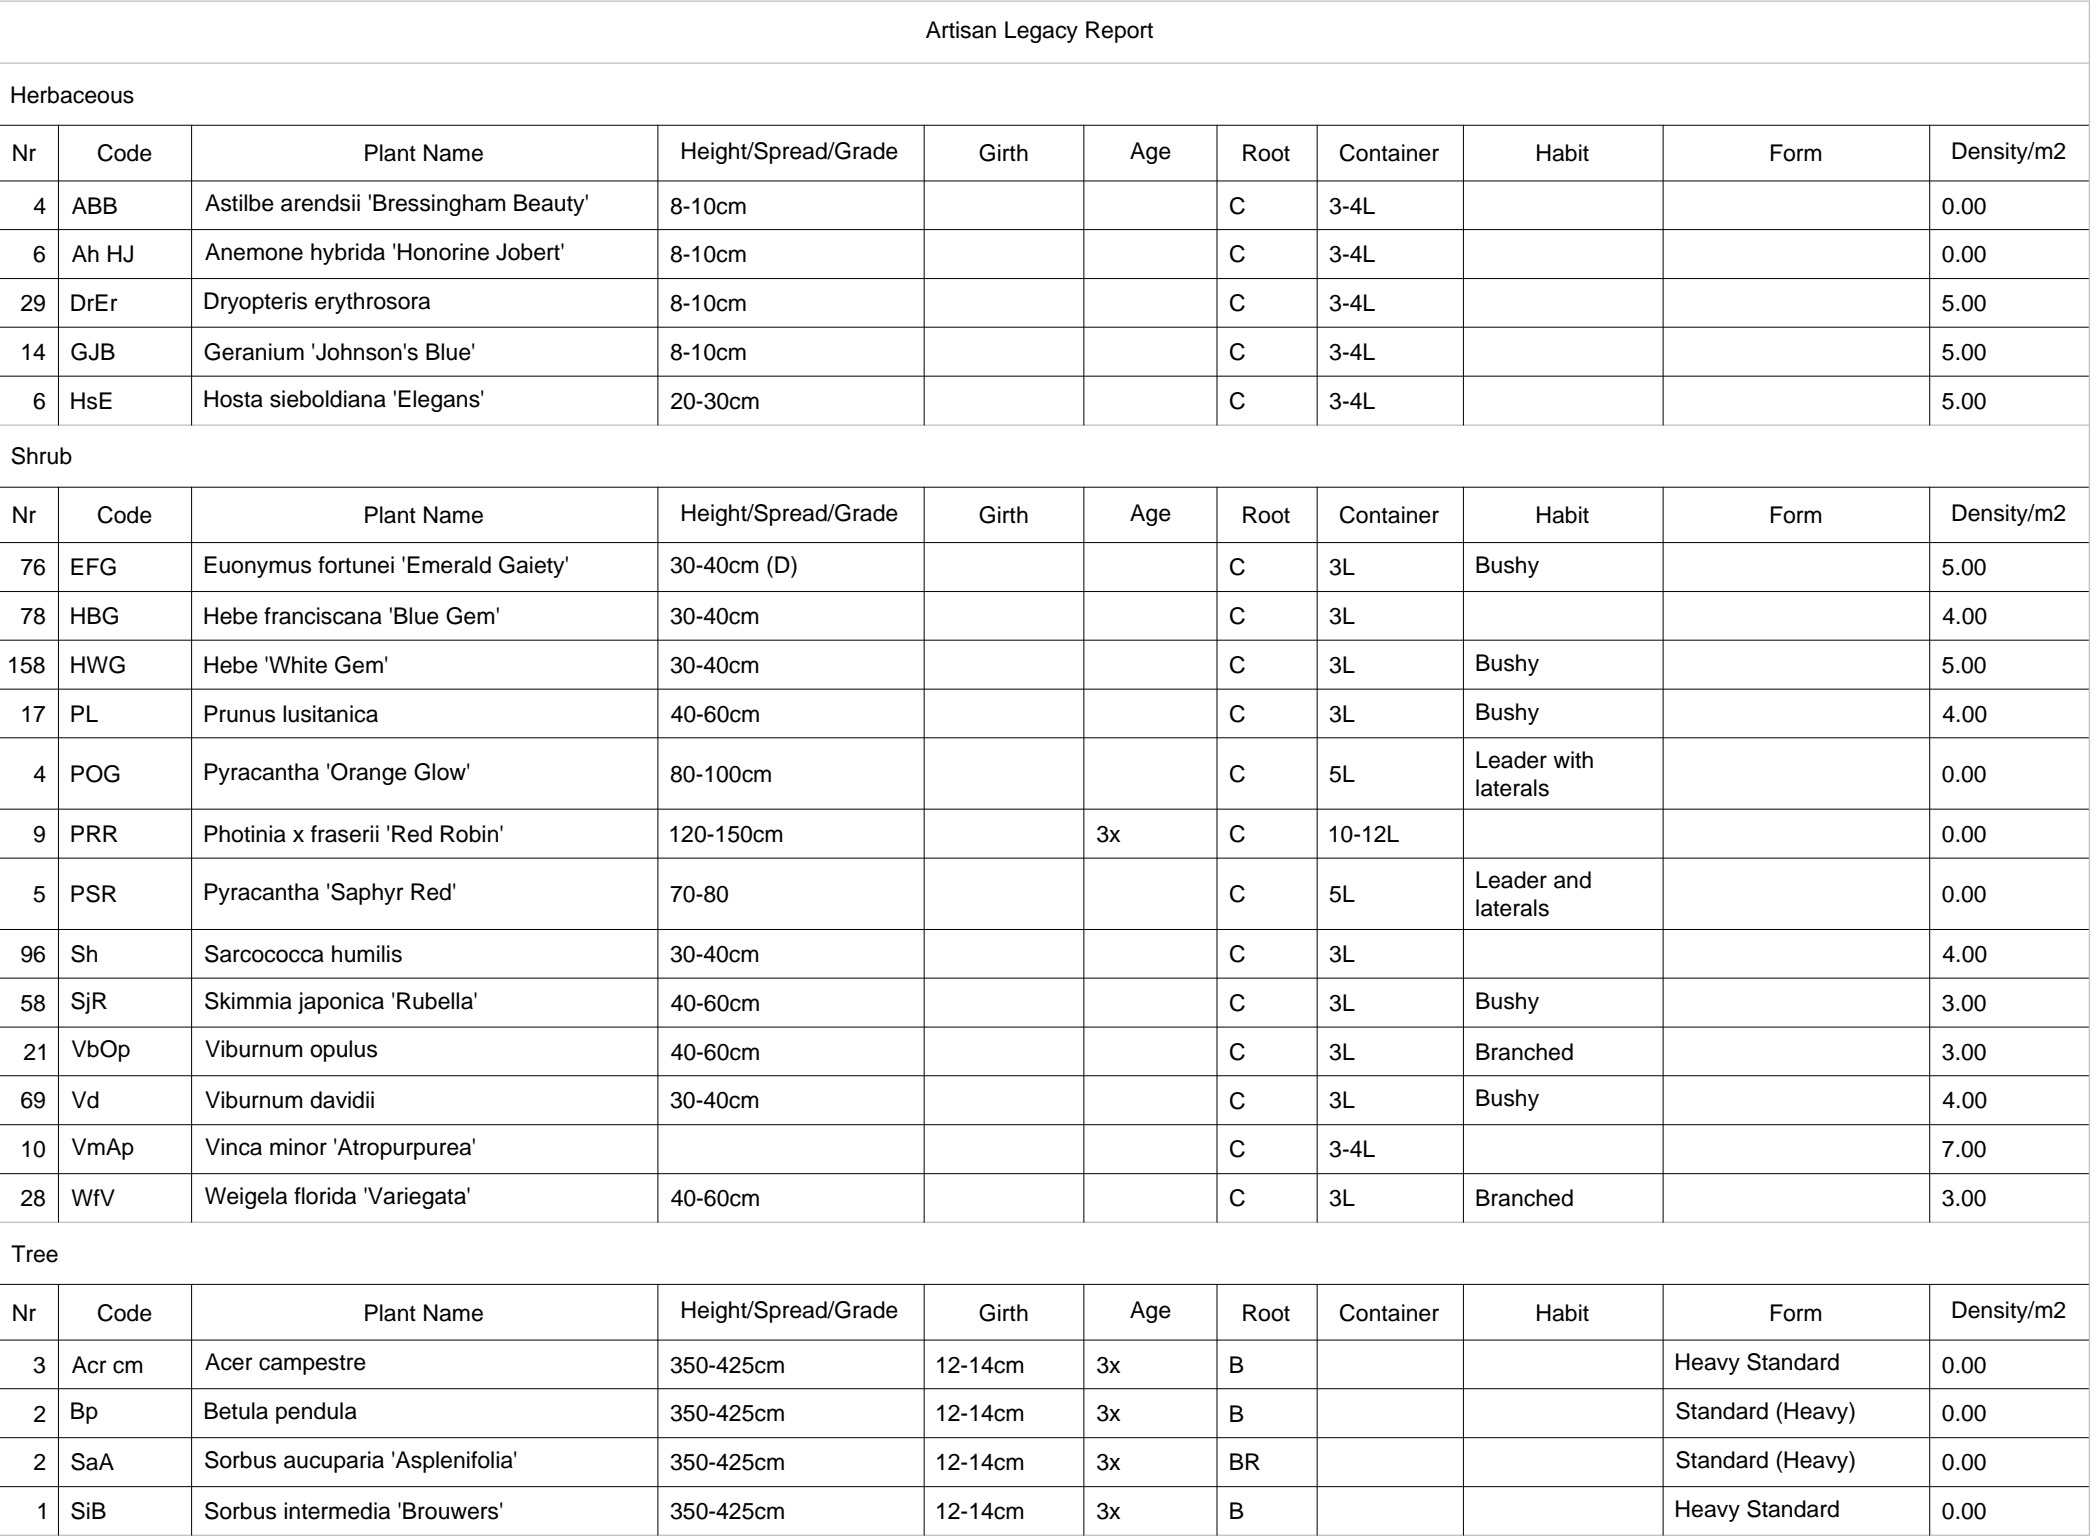 Artisan Legacy Report
Herbaceous
Nr Code Plant Name Height/Spread/Grade Girth Age Root Container Habit Form Density/m2
4 ABB Astilbe arendsii 'Bressingham Beauty' 8-10cm C 3-4L 0.00
6 Ah HJ Anemone hybrida 'Honorine Jobert' 8-10cm C 3-4L 0.00
29 DrEr Dryopteris erythrosora 8-10cm C 3-4L 5.00
14 GJB Geranium 'Johnson's Blue' 8-10cm C 3-4L 5.00
6 HsE Hosta sieboldiana 'Elegans' 20-30cm C 3-4L 5.00
Shrub
Nr Code Plant Name Height/Spread/Grade Girth Age Root Container Habit Form Density/m2
76 EFG Euonymus fortunei 'Emerald Gaiety' 30-40cm (D) C 3L Bushy 5.00
78 HBG Hebe franciscana 'Blue Gem' 30-40cm C 3L 4.00
158 HWG Hebe 'White Gem' 30-40cm C 3L Bushy 5.00
17 PL Prunus lusitanica 40-60cm C 3L Bushy 4.00
4 POG Pyracantha 'Orange Glow' 80-100cm C 5L Leader with
laterals 0.00
9 PRR Photinia x fraserii 'Red Robin' 120-150cm 3x C 10-12L 0.00
5 PSR Pyracantha 'Saphyr Red' 70-80 C 5L Leader and
laterals 0.00
96 Sh Sarcococca humilis 30-40cm C 3L 4.00
58 SjR Skimmia japonica 'Rubella' 40-60cm C 3L Bushy 3.00
21 VbOp Viburnum opulus 40-60cm C 3L Branched 3.00
69 Vd Viburnum davidii 30-40cm C 3L Bushy 4.00
10 VmAp Vinca minor 'Atropurpurea' C 3-4L 7.00
28 WfV Weigela florida 'Variegata' 40-60cm C 3L Branched 3.00
Tree
Nr Code Plant Name Height/Spread/Grade Girth Age Root Container Habit Form Density/m2
3 Acr cm Acer campestre 350-425cm 12-14cm 3x B Heavy Standard 0.00
2 Bp Betula pendula 350-425cm 12-14cm 3x B Standard (Heavy) 0.00
2 SaA Sorbus aucuparia 'Asplenifolia' 350-425cm 12-14cm 3x BR Standard (Heavy) 0.00
1 SiB Sorbus intermedia 'Brouwers' 350-425cm 12-14cm 3x B Heavy Standard 0.00